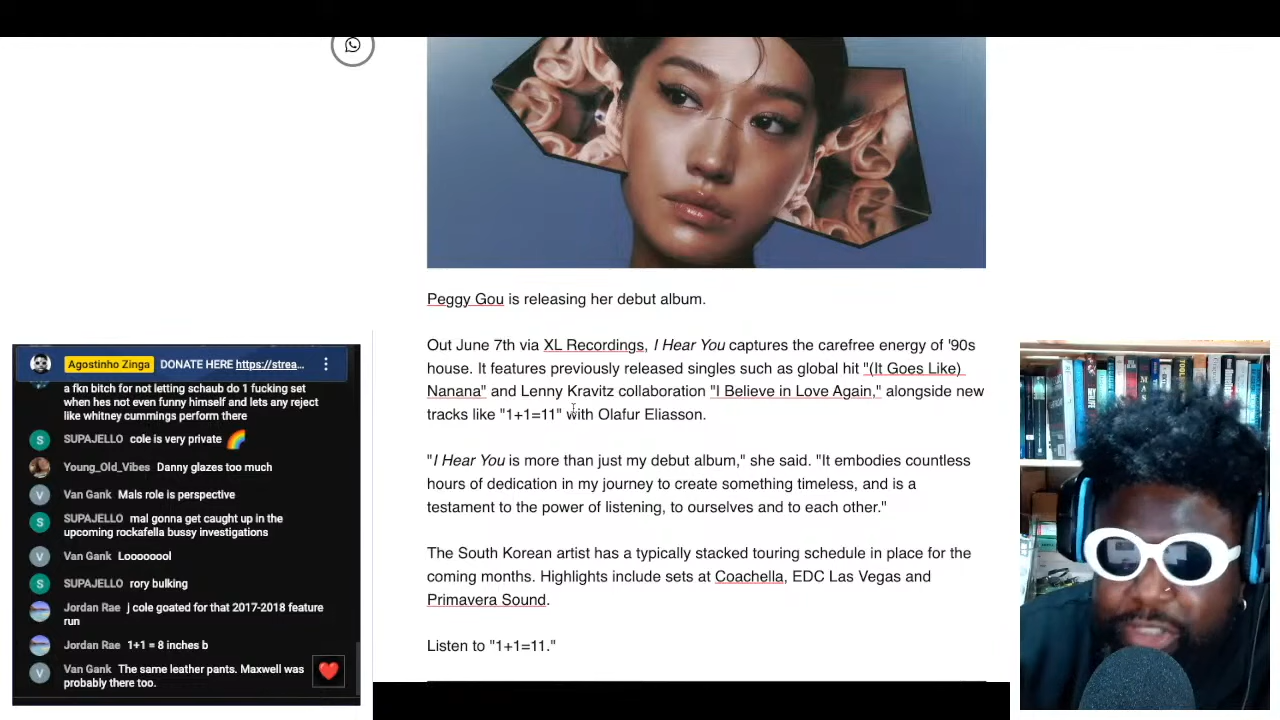 Peggy Gou is releasing her debut album.
Out June 7th via XL Recordings, I Hear You captures the carefree energy of '90s
house. It features previously released singles such as global hit "(It Goes Like)
Nanana" and Lenny Kravitz collaboration "I Believe in Love Again," alongside new
tracks like "1+1=11" with Olafur Eliasson.
"I Hear You is more than just my debut album," she said. "It embodies countless
hours of dedication in my journey to create something timeless, and is a
testament to the power of listening, to ourselves and to each other."
The South Korean artist has a typically stacked touring schedule in place for the
coming months. Highlights include sets at Coachella, EDC Las Vegas and
Primavera Sound.
Listen to "1+1=11."
Agostinho Zinga DONATE HERE https://strea...
a fkn bitch for not letting schaub do 1 fucking set
when hes not even funny himself and lets any reject
like whitney cummings perform there
S SUPAJELLO cole is very private
Young_Old_Vibes Danny glazes too much
V Van Gank Mals role is perspective
S SUPAJELLO mal gonna get caught up in the
upcoming rockafella bussy investigations
V Van Gank Loooooool
S SUPAJELLO rory bulking
Jordan Rae j cole goated for that 2017-2018 feature
run
Jordan Rae 1+1 = 8 inches b
V Van Gank The same leather pants. Maxwell was
probably there too.